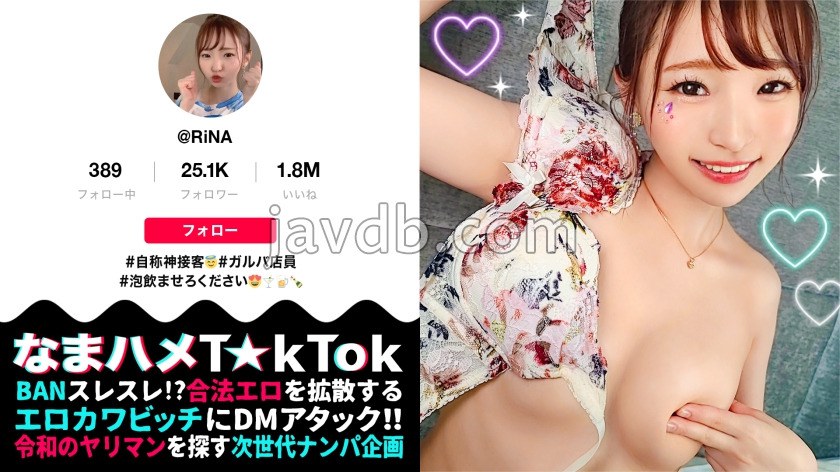 @RiNA
389
25.1K
1.8M
フォロー中
フォロワー
いいね
フォロー
#自称神接客😇#ガルバ店員
#泡飲ませろください😍🍸🍻🍾
なまハメT★kTok
BANスレスレ!?合法エロを拡散する
エロカワビッチにDMアタック!!
令和のヤリマンを探す次世代ナンパ企画
javdb.com